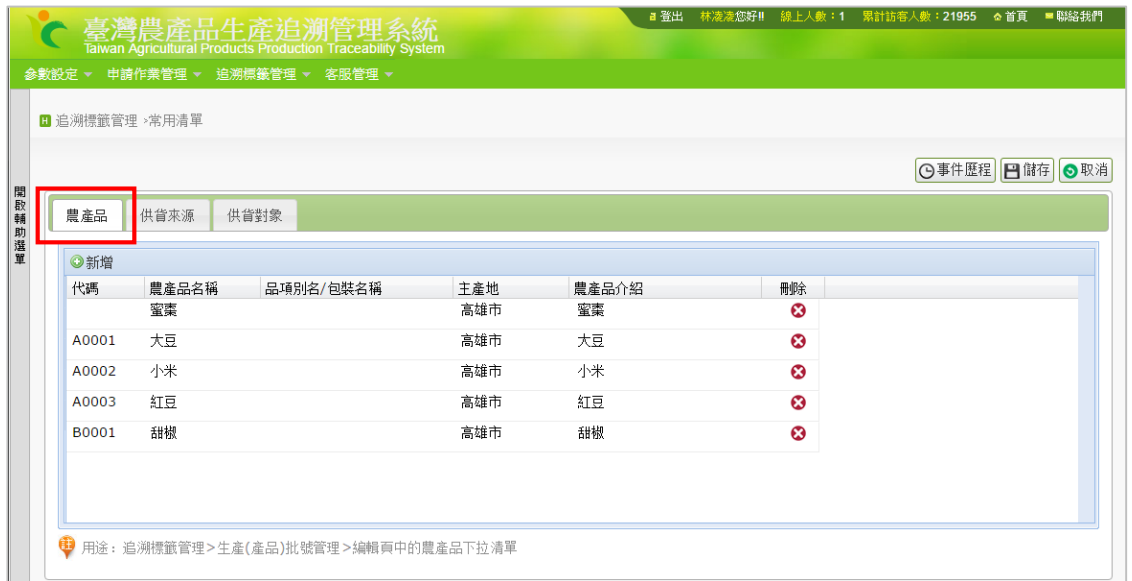 登出 林凌凌您好!! 線上人數：1 累計訪客人數：21955 首頁 聯絡我們
臺灣農產品生產追溯管理系統
Taiwan Agricultural Products Production Traceability System
參數設定 申請作業管理 追溯標籤管理 客服管理
追溯標籤管理 >常用清單
事件歷程 儲存 取消
開啟輔助選單
農產品 供貨來源 供貨對象
新增
代碼 農產品名稱 品項別名/包裝名稱 主產地 農產品介紹 刪除
蜜棗 高雄市 蜜棗
A0001 大豆 高雄市 大豆
A0002 小米 高雄市 小米
A0003 紅豆 高雄市 紅豆
B0001 甜椒 高雄市 甜椒
註 用途：追溯標籤管理>生產(產品)批號管理>編輯頁中的農產品下拉清單